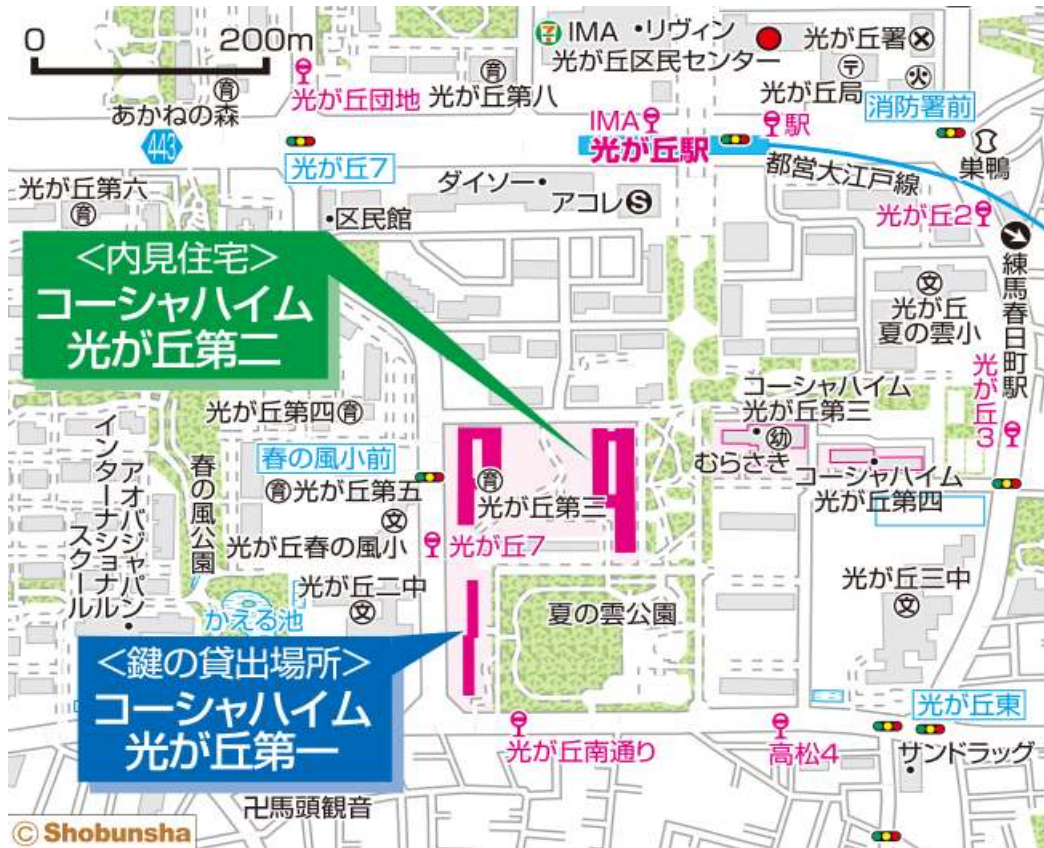 0 200m
IMA・リヴィン
光が丘区民センター
光が丘署
光が丘局
〒
火
消防署前
育
あかねの森
光が丘団地
育
光が丘第八
443
光が丘7
IMA
光が丘駅
駅
都営大江戸線
巣鴨
光が丘第六
育
・区民館
ダイソー・
アコレ S
光が丘2
練馬春日町駅
<内見住宅>
コーシャハイム
光が丘第二
文
光が丘
夏の雲小
光が丘3
光が丘第四 育
コーシャハイム
光が丘第三
幼
むらさき
コーシャハイム
光が丘第四
春の風小前
育 光が丘第五
文
光が丘春の風小
育
光が丘第三
光が丘7
アオバジャパン・
インターナショナル
スクール
春の風公園
かえる池
光が丘二中
文
夏の雲公園
光が丘三中
文
<鍵の貸出場所>
コーシャハイム
光が丘第一
光が丘南通り
高松4
光が丘東
サンドラッグ
卍馬頭観音
© Shobunsha